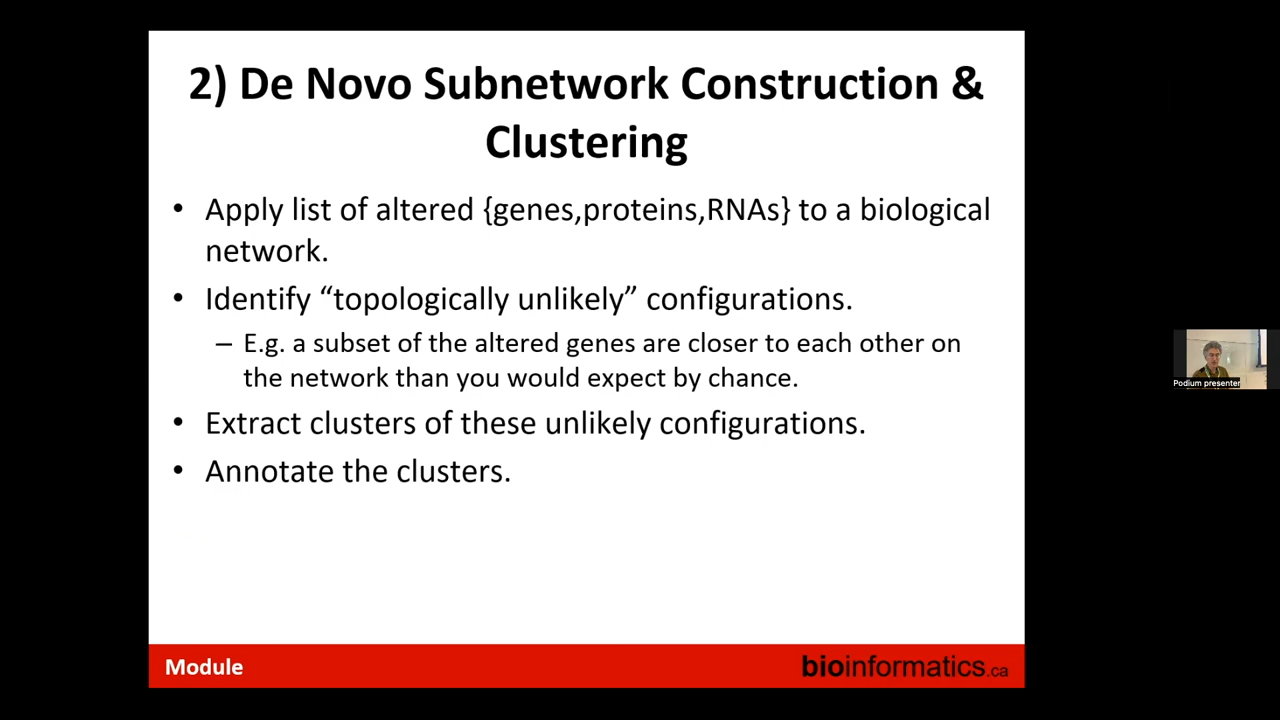 2) De Novo Subnetwork Construction &
Clustering
• Apply list of altered {genes,proteins,RNAs} to a biological
network.
• Identify “topologically unlikely” configurations.
– E.g. a subset of the altered genes are closer to each other on
the network than you would expect by chance.
• Extract clusters of these unlikely configurations.
• Annotate the clusters.
Podium presenter
Module
bioinformatics.ca